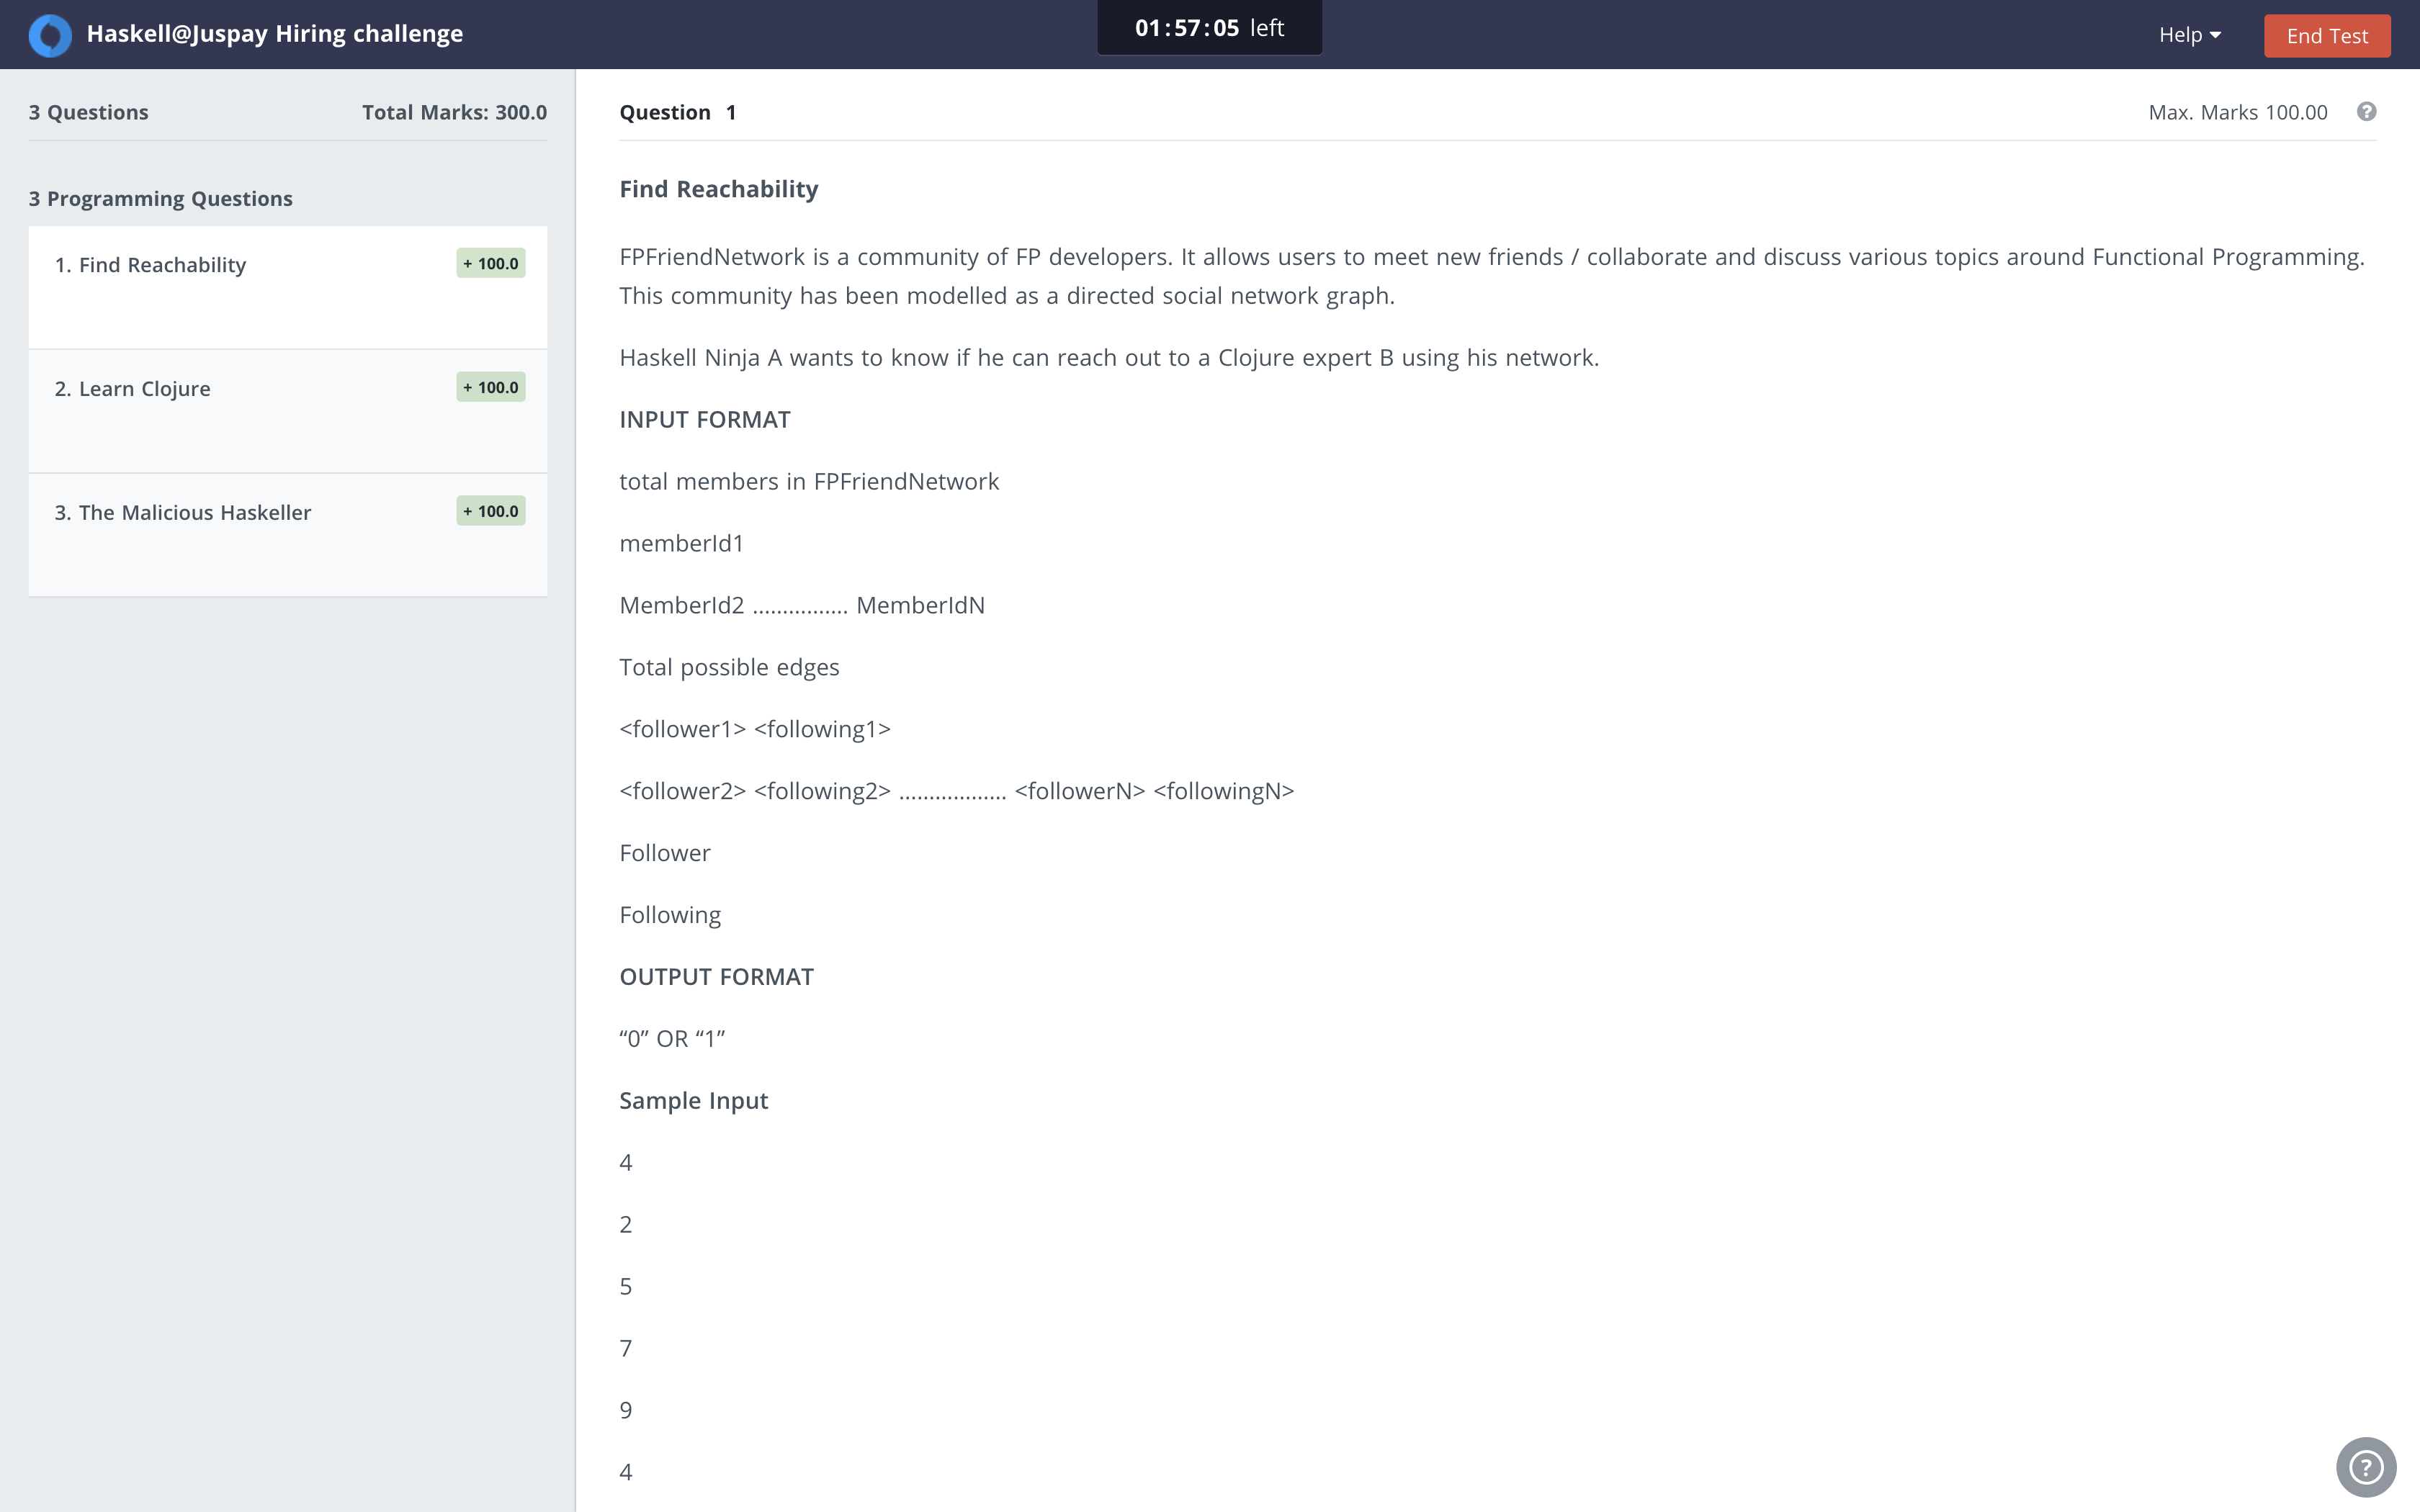 Haskell@Juspay Hiring challenge
01:57:05 left
Help
End Test
3 Questions
Total Marks: 300.0
3 Programming Questions
1. Find Reachability
+ 100.0
2. Learn Clojure
+ 100.0
3. The Malicious Haskeller
+ 100.0
Question 1
Max. Marks 100.00
?
Find Reachability
FPFriendNetwork is a community of FP developers. It allows users to meet new friends / collaborate and discuss various topics around Functional Programming.
This community has been modelled as a directed social network graph.
Haskell Ninja A wants to know if he can reach out to a Clojure expert B using his network.
INPUT FORMAT
total members in FPFriendNetwork
memberId1
MemberId2 ............... MemberIdN
Total possible edges
<follower1> <following1>
<follower2> <following2> .................. <followerN> <followingN>
Follower
Following
OUTPUT FORMAT
“0” OR “1”
Sample Input
4
2
5
7
9
4
?